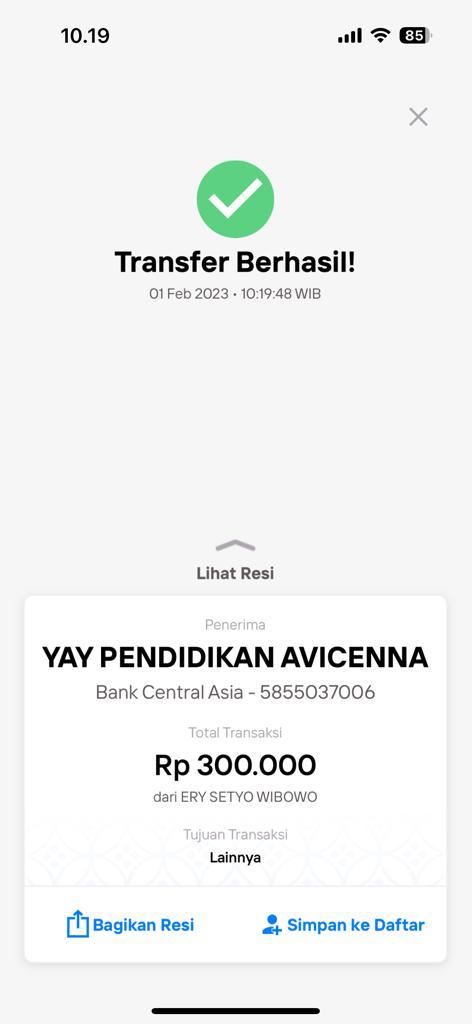 10.19
85
Transfer Berhasil!
01 Feb 2023 • 10:19:48 WIB
Lihat Resi
Penerima
YAY PENDIDIKAN AVICENNA
Bank Central Asia - 5855037006
Total Transaksi
Rp 300.000
dari ERY SETYO WIBOWO
Tujuan Transaksi
Lainnya
Bagikan Resi
Simpan ke Daftar